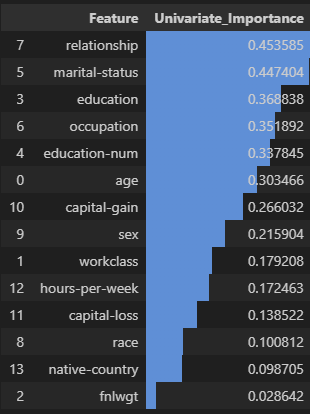 Feature Univariate_Importance
7 relationship 0.453585
5 marital-status 0.447404
3 education 0.368838
6 occupation 0.351892
4 education-num 0.337845
0 age 0.303466
10 capital-gain 0.266032
9 sex 0.215904
1 workclass 0.179208
12 hours-per-week 0.172463
11 capital-loss 0.138522
8 race 0.100812
13 native-country 0.098705
2 fnlwgt 0.028642